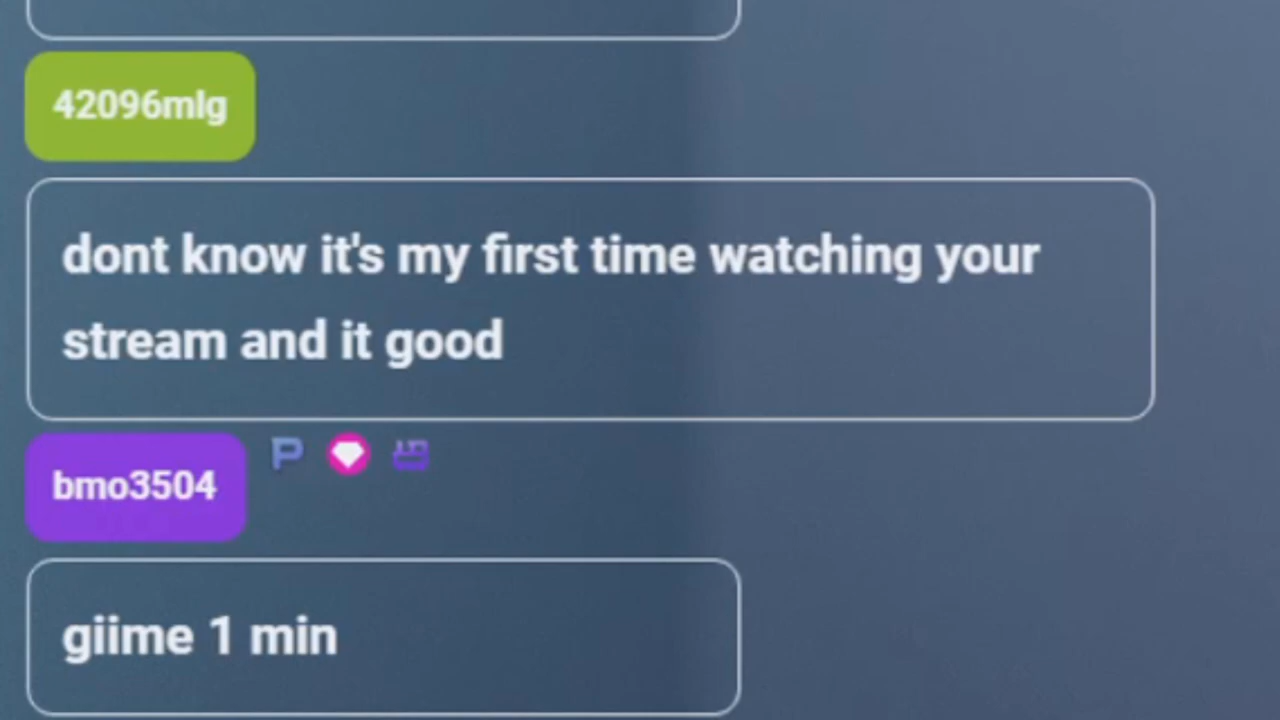 42096mlg
dont know it's my first time watching your
stream and it good
bmo3504
giime 1 min